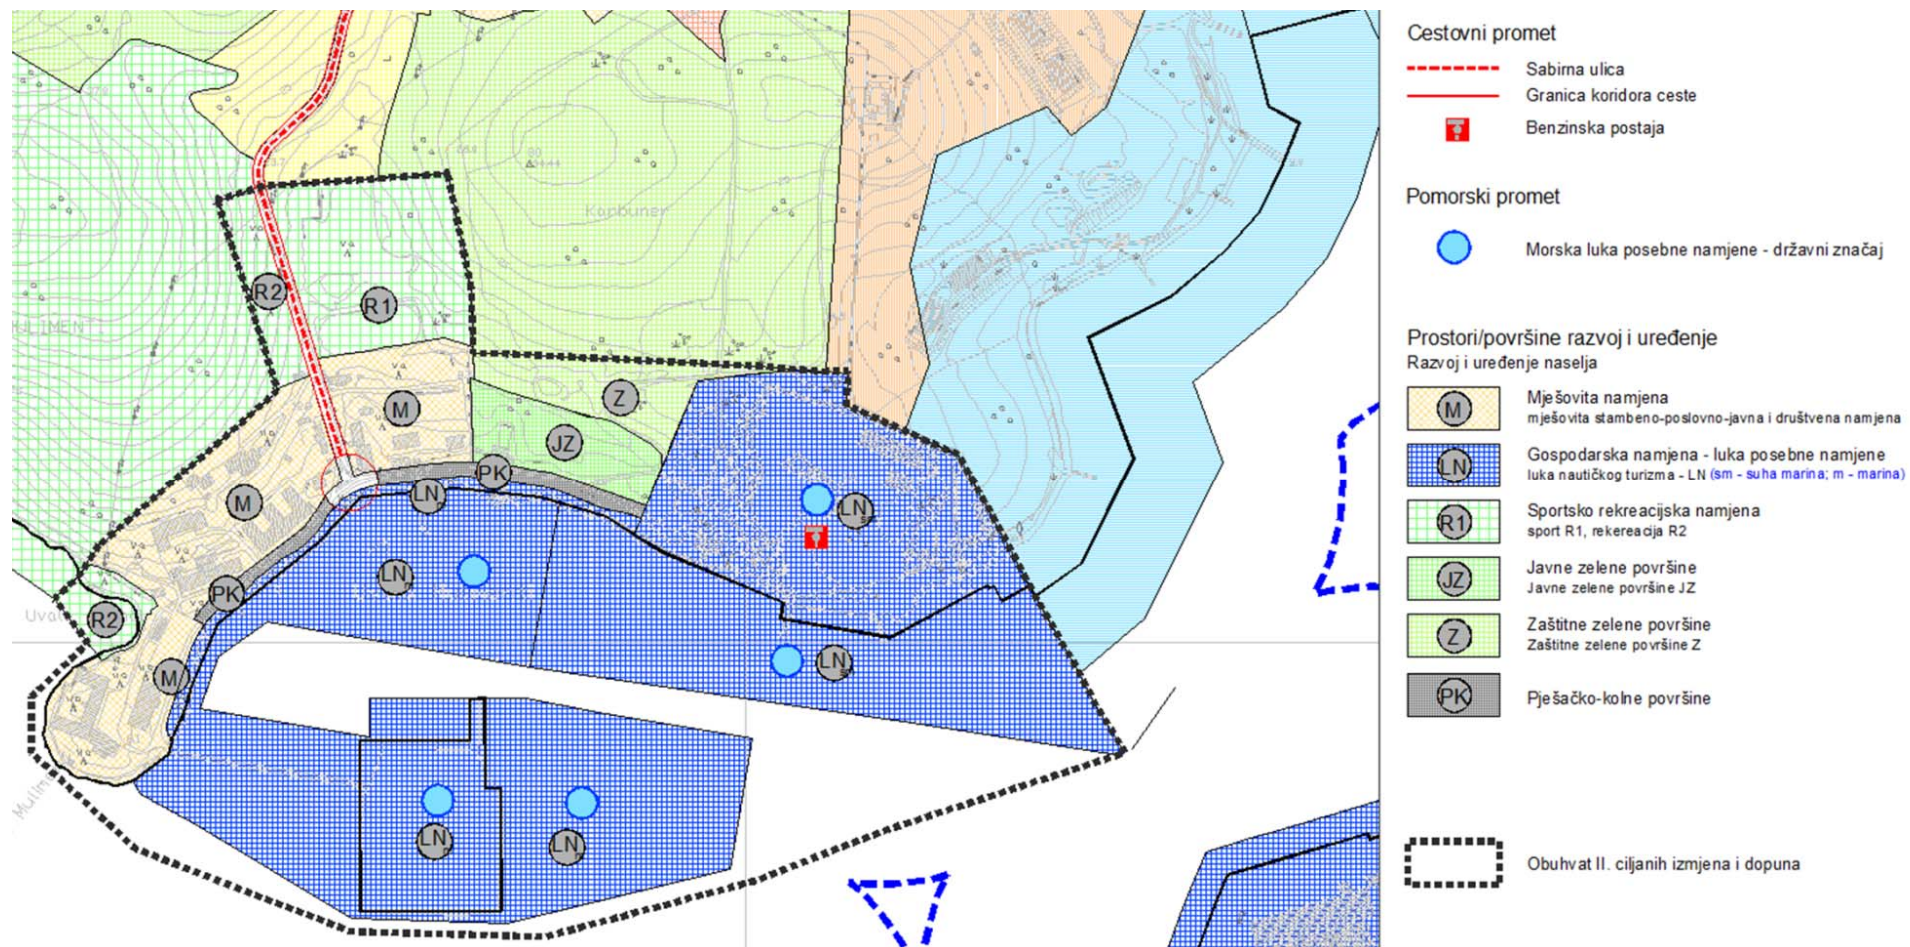 Korbuner
R2
R1
M
Z
JZ
PK
LN
M
LN
LN
PK
R2
M
LN
LN
LN
Cestovni promet
Sabirna ulica
Granica koridora ceste
Benzinska postaja
Pomorski promet
Morska luka posebne namjene - državni značaj
Prostori/površine razvoj i uređenje
Razvoj i uređenje naselja
M Mješovita namjena
mješovita stambeno-poslovno-javna i društvena namjena
LN Gospodarska namjena - luka posebne namjene
luka nautičkog turizma - LN (sm - suha marina; m - marina)
R1 Sportsko rekreacijska namjena
sport R1, rekereacija R2
JZ Javne zelene površine
Javne zelene površine JZ
Z Zaštitne zelene površine
Zaštitne zelene površine Z
PK Pješačko-kolne površine
Obuhvat II. ciljanih izmjena i dopuna